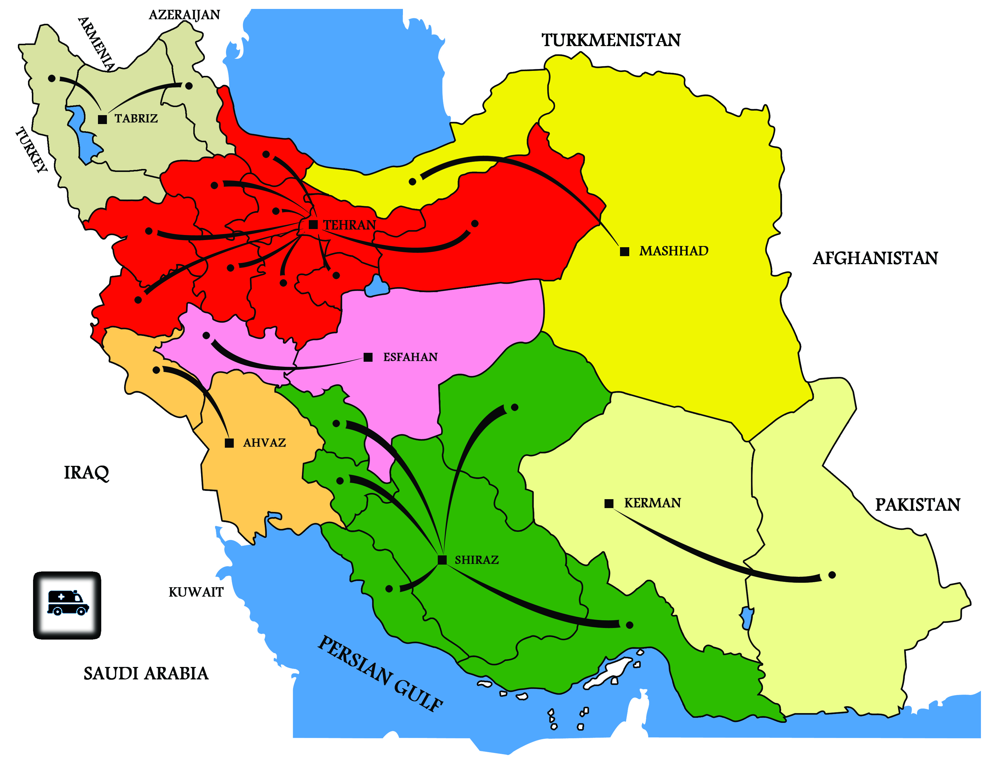 AZERAIJAN
ARMENIA
TURKMENISTAN
TABRIZ
TURKEY
TEHRAN
MASHHAD
AFGHANISTAN
ESFAHAN
AHVAZ
IRAQ
KERMAN
PAKISTAN
SHIRAZ
KUWAIT
PERSIAN GULF
SAUDI ARABIA